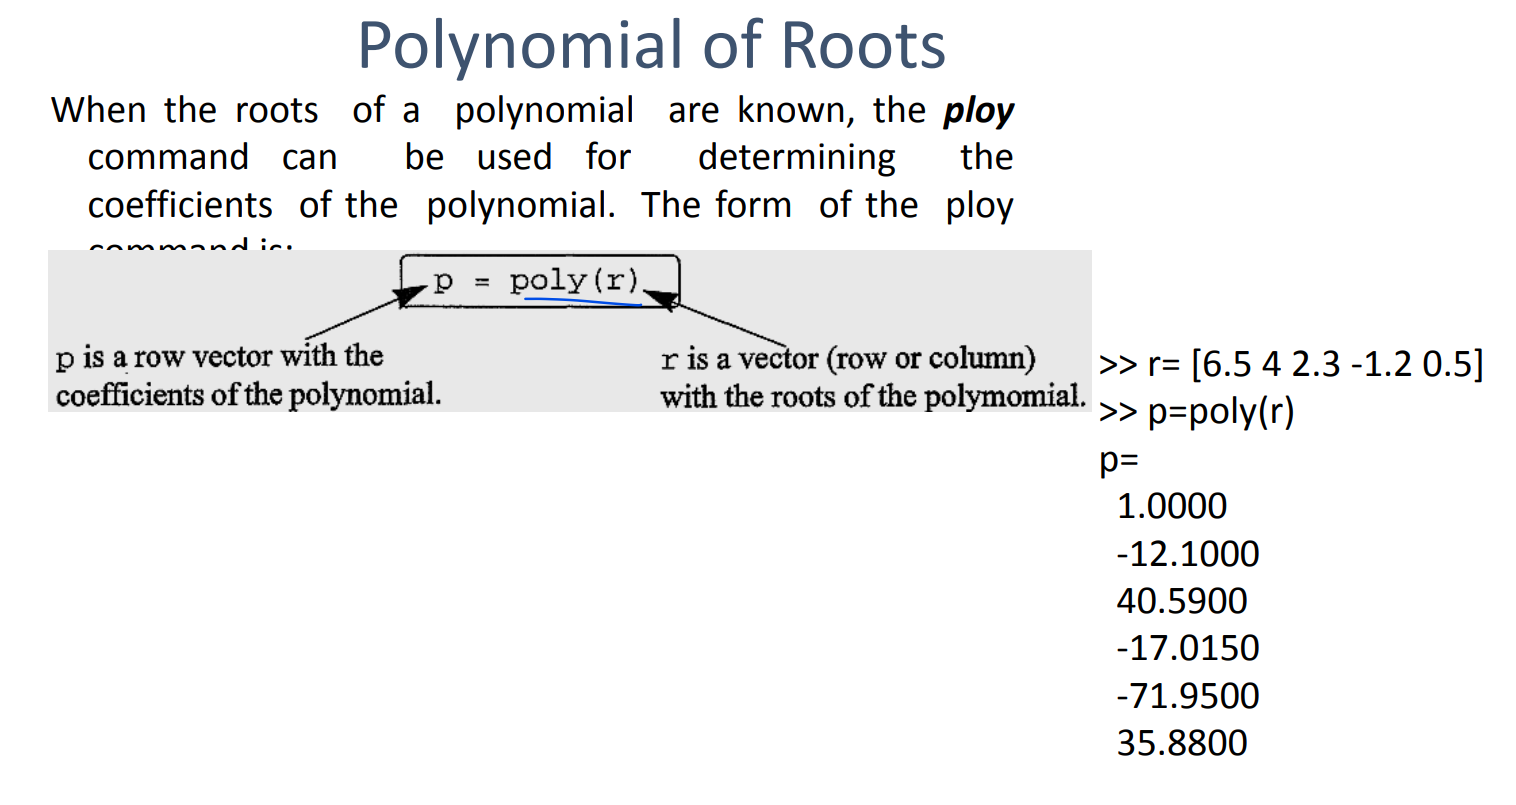 Polynomial of Roots
When the roots of a polynomial are known, the ploy
command can be used for determining the
coefficients of the polynomial. The form of the ploy
command is:
p = poly(r)
p is a row vector with the
coefficients of the polynomial.
r is a vector (row or column)
with the roots of the polymomial.
>> r= [6.5 4 2.3 -1.2 0.5]
>> p=poly(r)
p=
1.0000
-12.1000
40.5900
-17.0150
-71.9500
35.8800